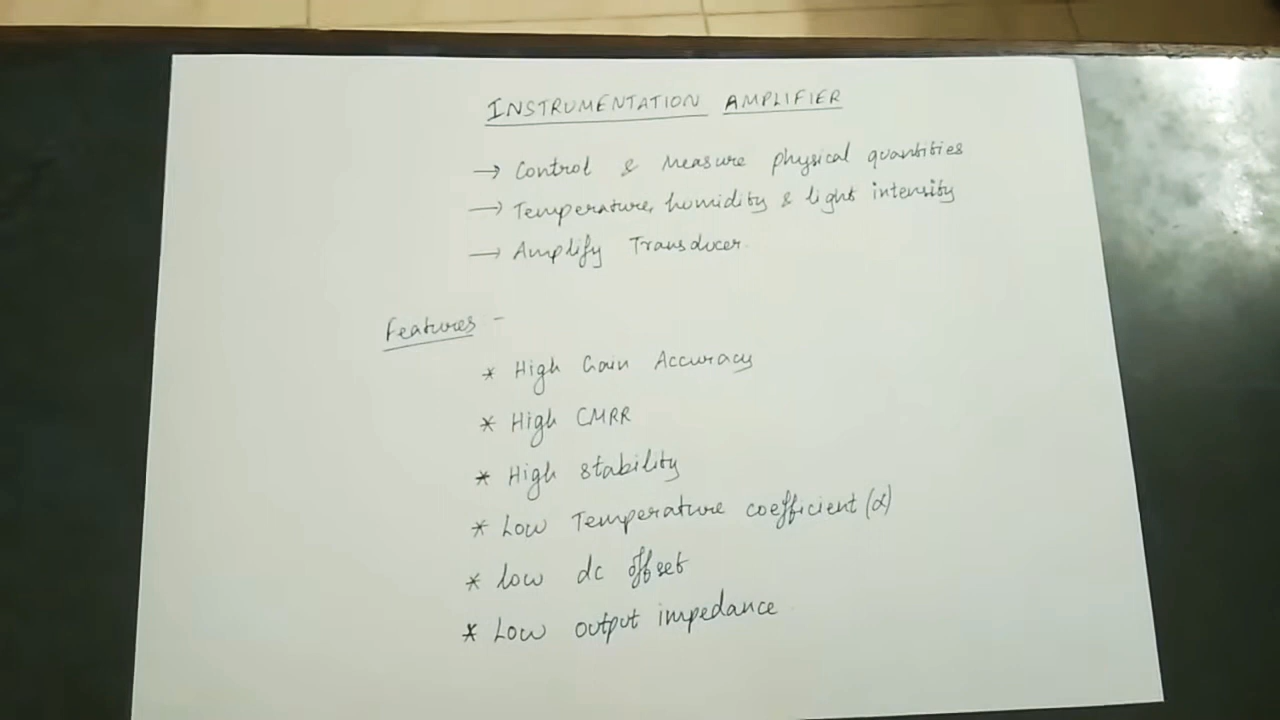 INSTRUMENTATION AMPLIFIER
→ Control & Measure physical quantities
→ Temperature, humidity & light intensity
→ Amplify Transducer.
Features -
* High Gain Accuracy
* High CMRR
* High stability
* Low Temperature coefficient (α)
* low dc offset
* Low output impedance